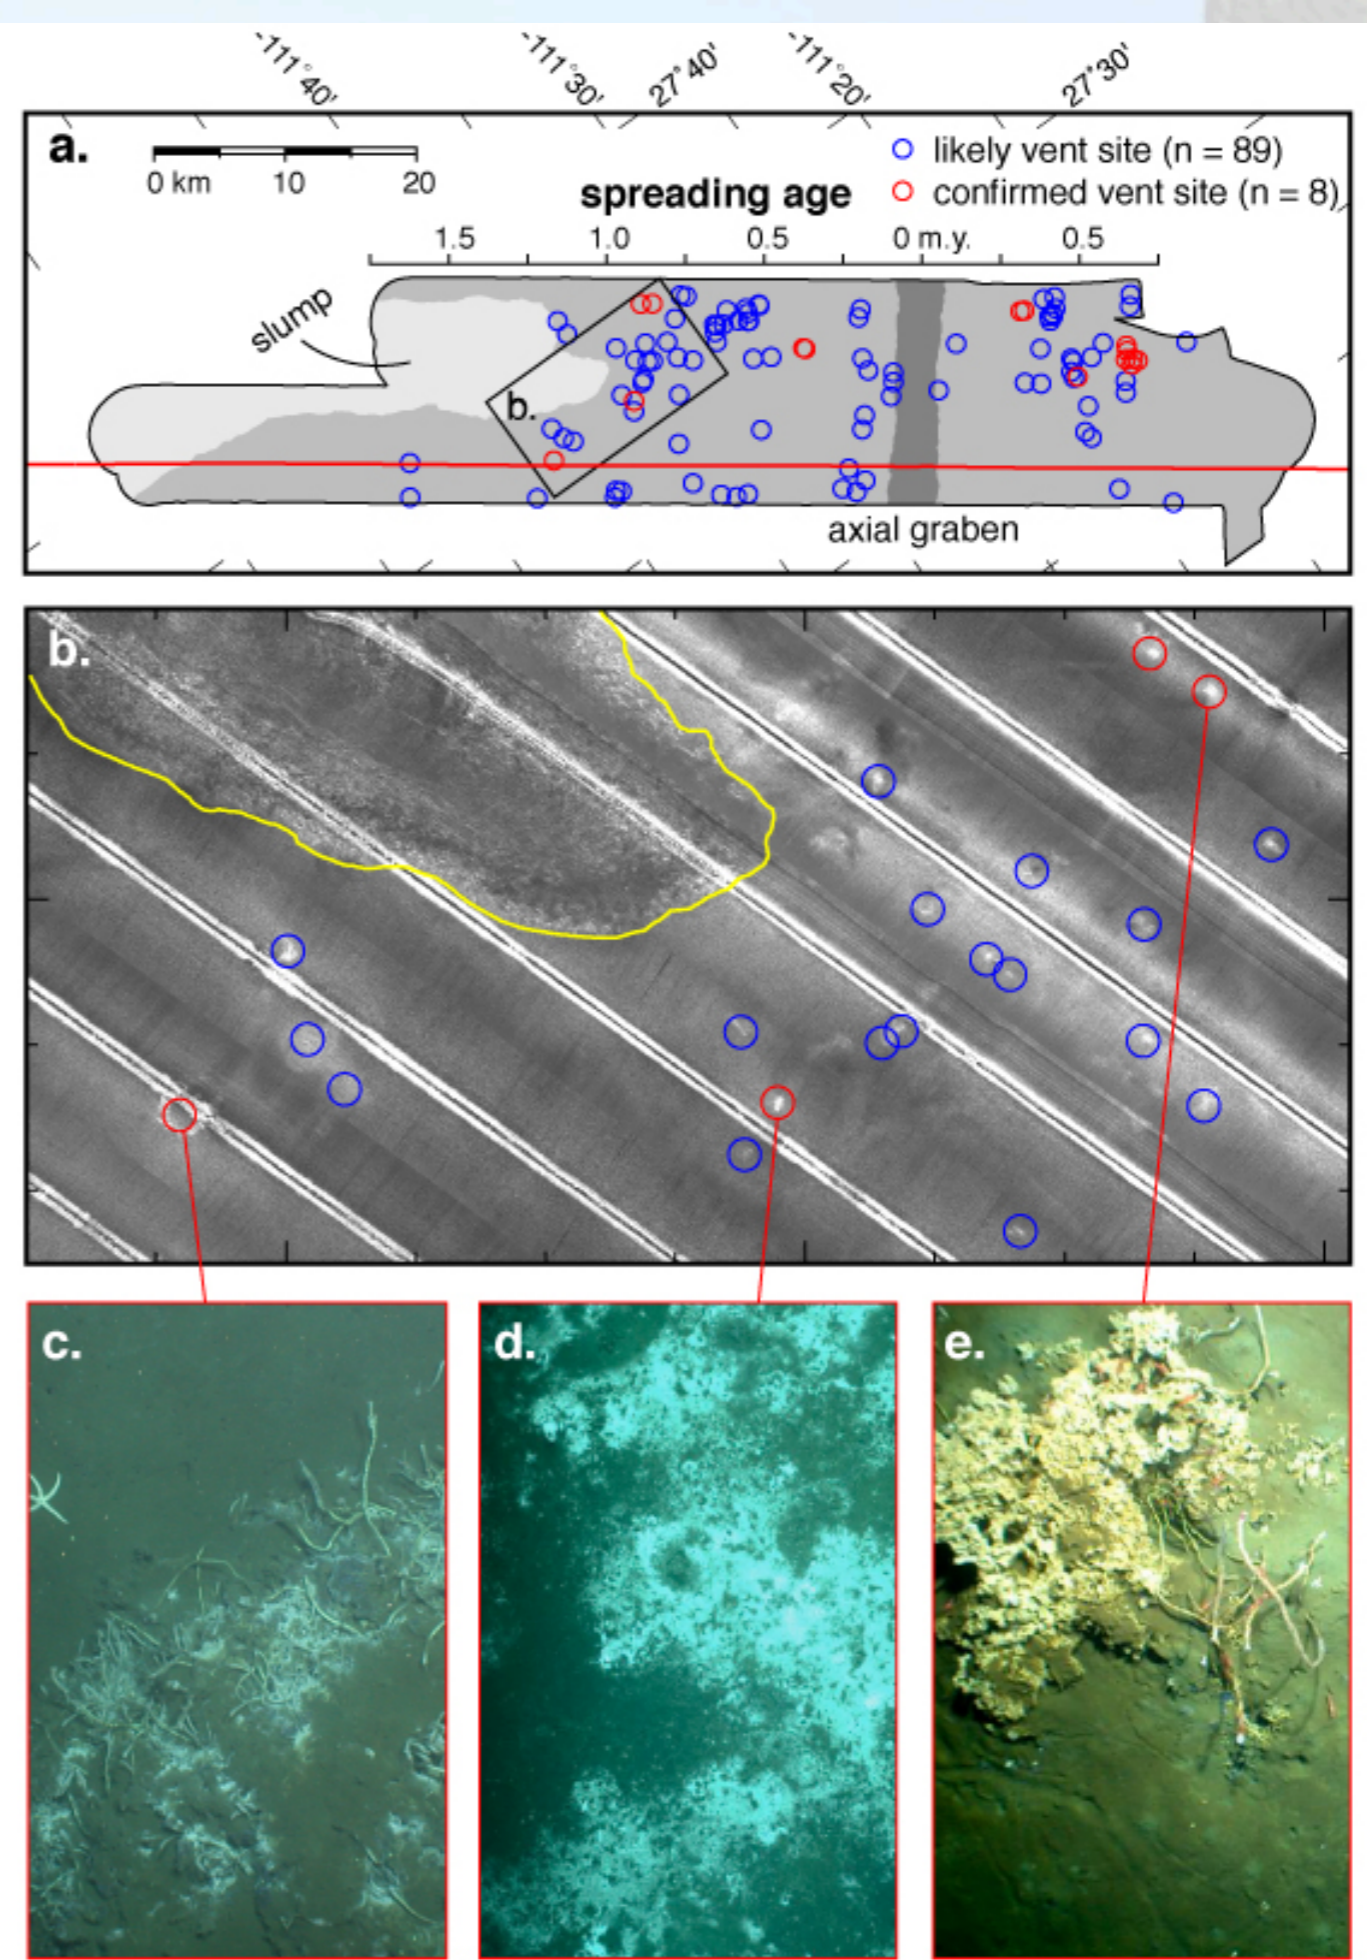 -111°40'
-111°30'
27°40'
-111°20'
27°30'
a.
0 km 10 20
likely vent site (n = 89)
confirmed vent site (n = 8)
spreading age
1.5 1.0 0.5 0 m.y. 0.5
slump
b.
axial graben
b.
c.
d.
e.